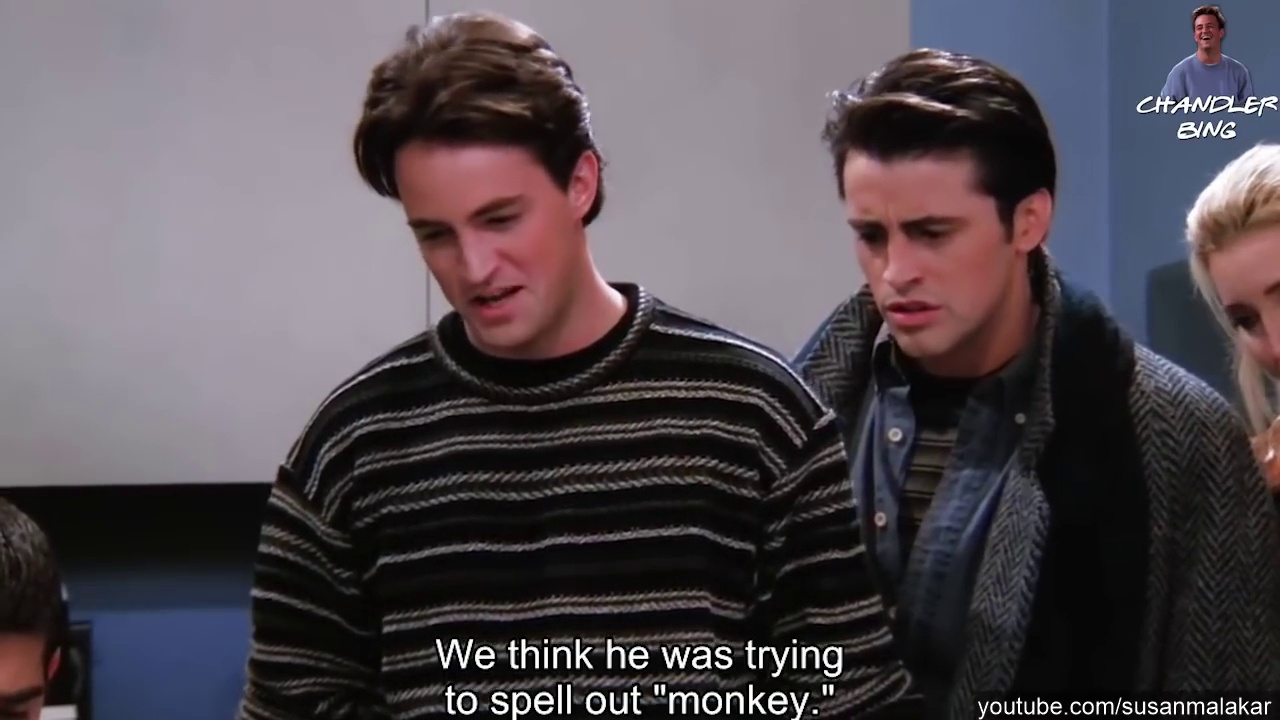 CHANDLER
BING
We think he was trying
to spell out "monkey."
youtube.com/susanmalakar